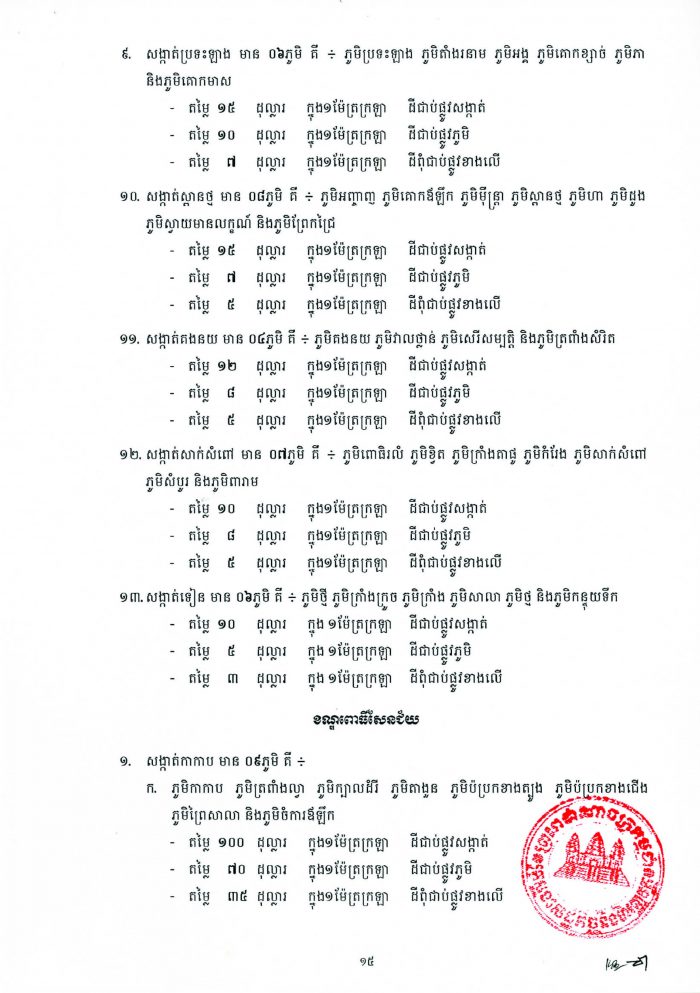 ៩. សង្កាត់ប្រទះឡាង មាន ០៦ភូមិ គឺ ÷ ភូមិប្រទះឡាង ភូមិតាំងរនាម ភូមិអង្គ ភូមិគោកខ្សាច់ ភូមិភា
និងភូមិគោកមាស
- តម្លៃ ១៥ ដុល្លារ ក្នុង១ម៉ែត្រក្រឡា ដីជាប់ផ្លូវសង្កាត់
- តម្លៃ ១០ ដុល្លារ ក្នុង១ម៉ែត្រក្រឡា ដីជាប់ផ្លូវភូមិ
- តម្លៃ ៧ ដុល្លារ ក្នុង១ម៉ែត្រក្រឡា ដីពុំជាប់ផ្លូវខាងលើ
១០. សង្កាត់ស្ពានថ្ម មាន ០៨ភូមិ គឺ ÷ ភូមិអញ្ចាញ ភូមិគោកឪឡឹក ភូមិម៉ីន្ត្រា ភូមិស្ពានថ្ម ភូមិហា ភូមិដូង
ភូមិស្វាយមានលក្ខណ៍ និងភូមិព្រែកជ្រៃ
- តម្លៃ ១៥ ដុល្លារ ក្នុង១ម៉ែត្រក្រឡា ដីជាប់ផ្លូវសង្កាត់
- តម្លៃ ៧ ដុល្លារ ក្នុង១ម៉ែត្រក្រឡា ដីជាប់ផ្លូវភូមិ
- តម្លៃ ៥ ដុល្លារ ក្នុង១ម៉ែត្រក្រឡា ដីពុំជាប់ផ្លូវខាងលើ
១១. សង្កាត់គងនយ មាន ០៤ភូមិ គឺ ÷ ភូមិគងនយ ភូមិវាលថ្លាន់ ភូមិសេរីសម្បត្តិ និងភូមិត្រពាំងសំរិត
- តម្លៃ ១២ ដុល្លារ ក្នុង១ម៉ែត្រក្រឡា ដីជាប់ផ្លូវសង្កាត់
- តម្លៃ ៨ ដុល្លារ ក្នុង១ម៉ែត្រក្រឡា ដីជាប់ផ្លូវភូមិ
- តម្លៃ ៥ ដុល្លារ ក្នុង១ម៉ែត្រក្រឡា ដីពុំជាប់ផ្លូវខាងលើ
១២. សង្កាត់សាក់សំពៅ មាន ០៧ភូមិ គឺ ÷ ភូមិពោធិរលំ ភូមិខ្វិត ភូមិក្រាំងតាផូ ភូមិកំរែង ភូមិសាក់សំពៅ
ភូមិសំបូរ និងភូមិពារាម
- តម្លៃ ១០ ដុល្លារ ក្នុង១ម៉ែត្រក្រឡា ដីជាប់ផ្លូវសង្កាត់
- តម្លៃ ៨ ដុល្លារ ក្នុង១ម៉ែត្រក្រឡា ដីជាប់ផ្លូវភូមិ
- តម្លៃ ៥ ដុល្លារ ក្នុង១ម៉ែត្រក្រឡា ដីពុំជាប់ផ្លូវខាងលើ
១៣. សង្កាត់ទៀន មាន ០៦ភូមិ គឺ ÷ ភូមិថ្មី ភូមិក្រាំងក្រួច ភូមិក្រាំង ភូមិសាលា ភូមិថ្ម និងភូមិកន្ទុយទឹក
- តម្លៃ ១០ ដុល្លារ ក្នុង ១ម៉ែត្រក្រឡា ដីជាប់ផ្លូវសង្កាត់
- តម្លៃ ៥ ដុល្លារ ក្នុង ១ម៉ែត្រក្រឡា ដីជាប់ផ្លូវភូមិ
- តម្លៃ ៣ ដុល្លារ ក្នុង ១ម៉ែត្រក្រឡា ដីពុំជាប់ផ្លូវខាងលើ
ខណ្ឌពោធិ៍សែនជ័យ
១. សង្កាត់កាកាប មាន ០៩ភូមិ គឺ ÷
ក. ភូមិកាកាប ភូមិត្រពាំងល្វា ភូមិក្បាលដំរី ភូមិតាងួន ភូមិប៉ប្រកខាងត្បូង ភូមិប៉ប្រកខាងជើង
ភូមិព្រៃសាលា និងភូមិចំការឪឡឹក
- តម្លៃ ១០០ ដុល្លារ ក្នុង១ម៉ែត្រក្រឡា ដីជាប់ផ្លូវសង្កាត់
- តម្លៃ ៧០ ដុល្លារ ក្នុង១ម៉ែត្រក្រឡា ដីជាប់ផ្លូវភូមិ
- តម្លៃ ៣៥ ដុល្លារ ក្នុង១ម៉ែត្រក្រឡា ដីពុំជាប់ផ្លូវខាងលើ
១៥